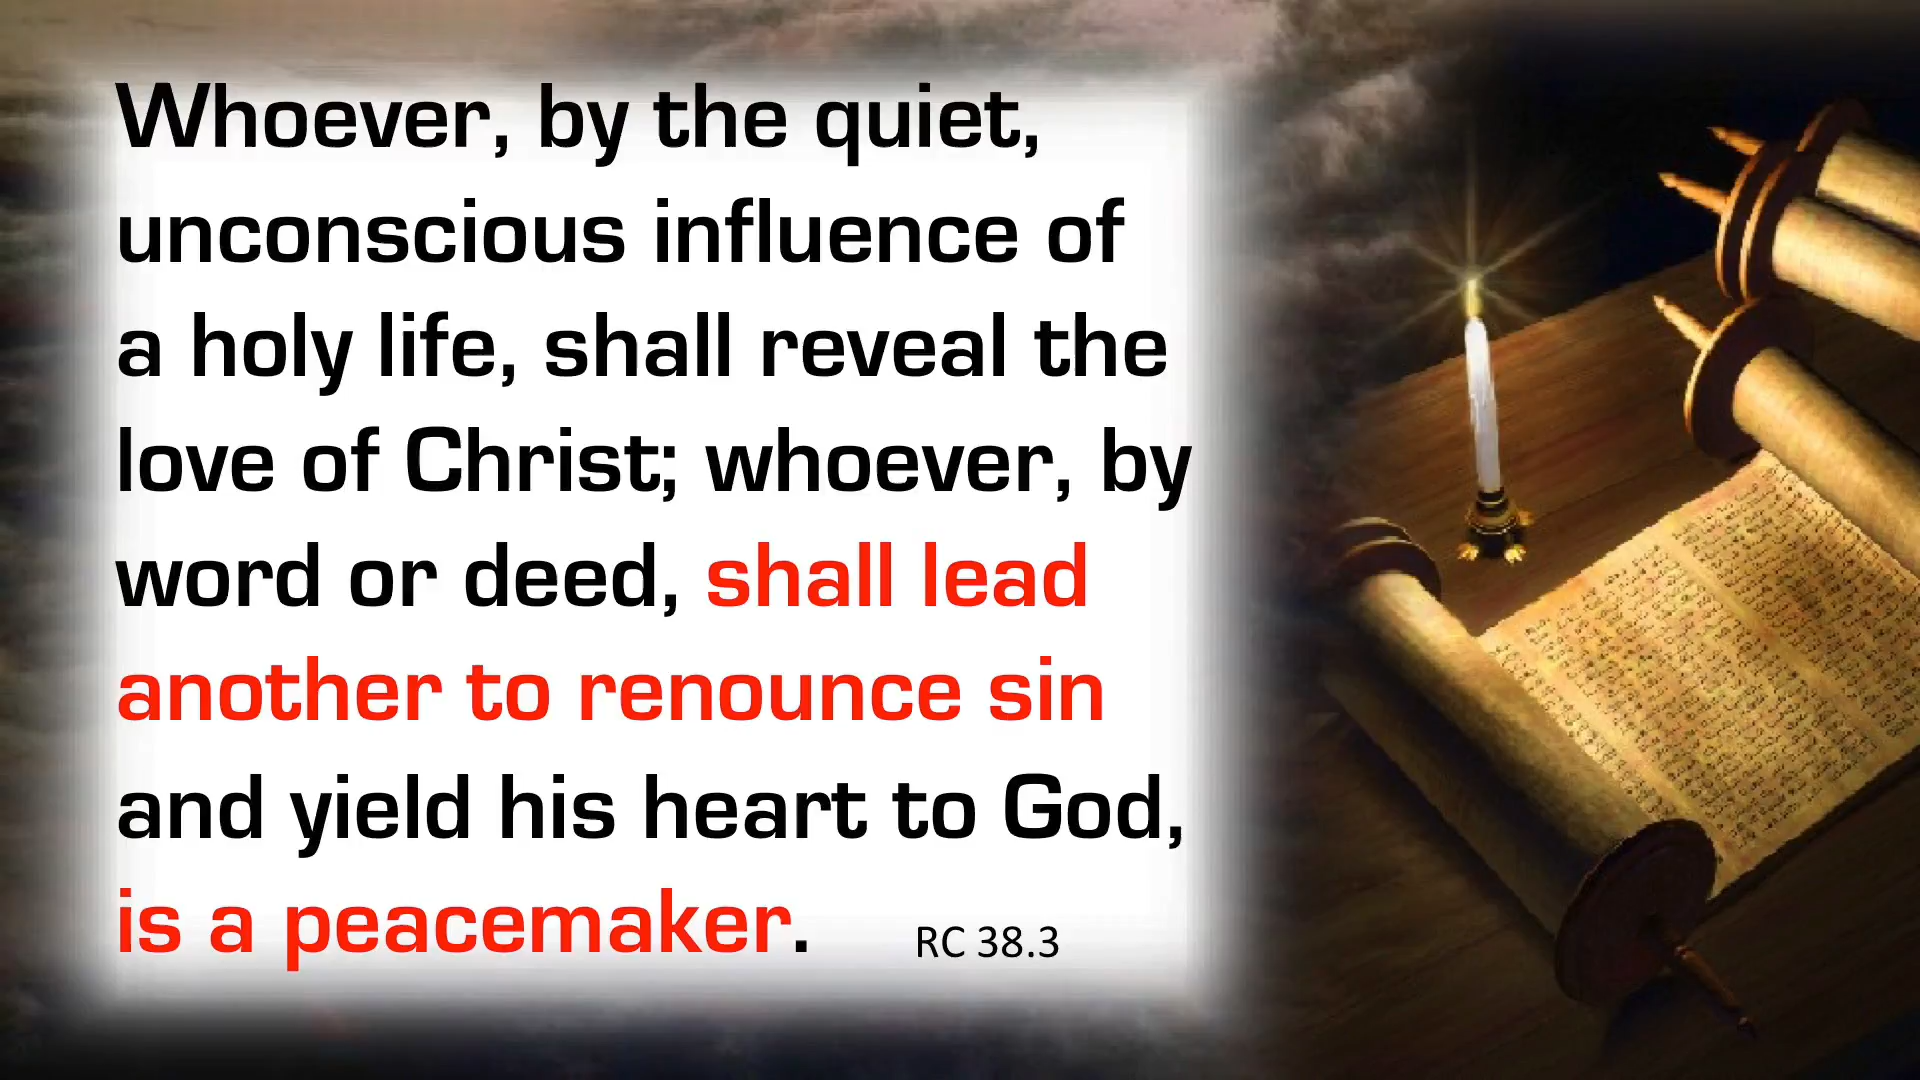 Whoever, by the quiet,
unconscious influence of
a holy life, shall reveal the
love of Christ; whoever, by
word or deed, shall lead
another to renounce sin
and yield his heart to God,
is a peacemaker. RC 38.3